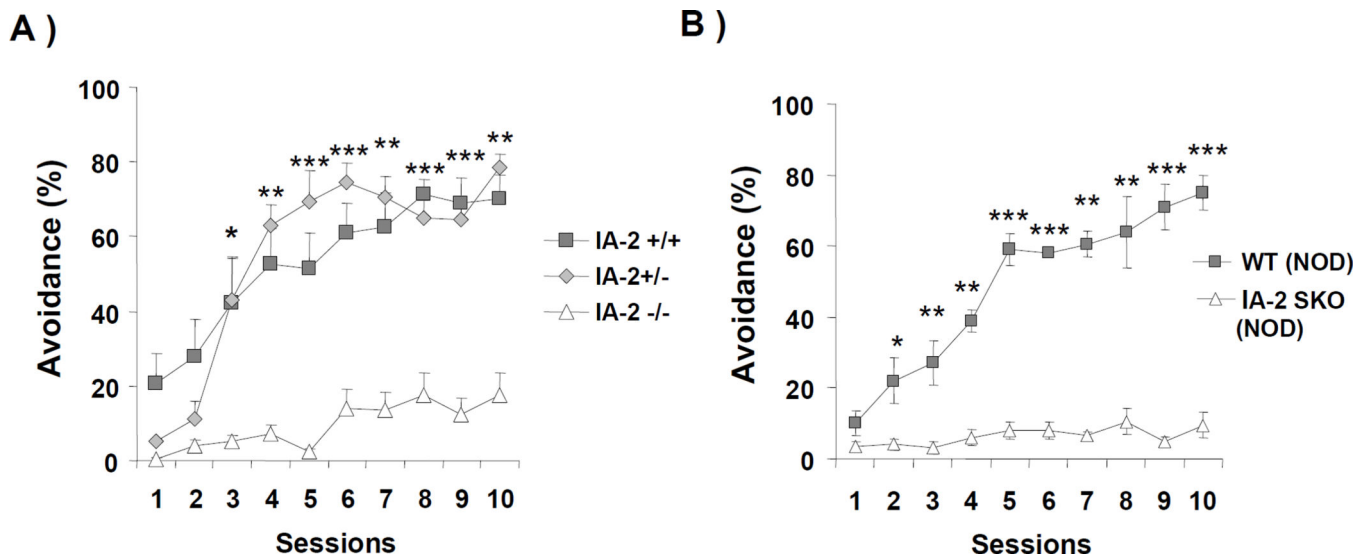 A )
100
80
60
40
20
0
Avoidance (%)
*
**
***
***
**
***
***
**
1 2 3 4 5 6 7 8 9 10
Sessions
IA-2 +/+
IA-2+/-
IA-2 -/-
B )
100
80
60
40
20
0
Avoidance (%)
*
**
**
***
***
**
**
***
***
1 2 3 4 5 6 7 8 9 10
Sessions
WT (NOD)
IA-2 SKO
(NOD)